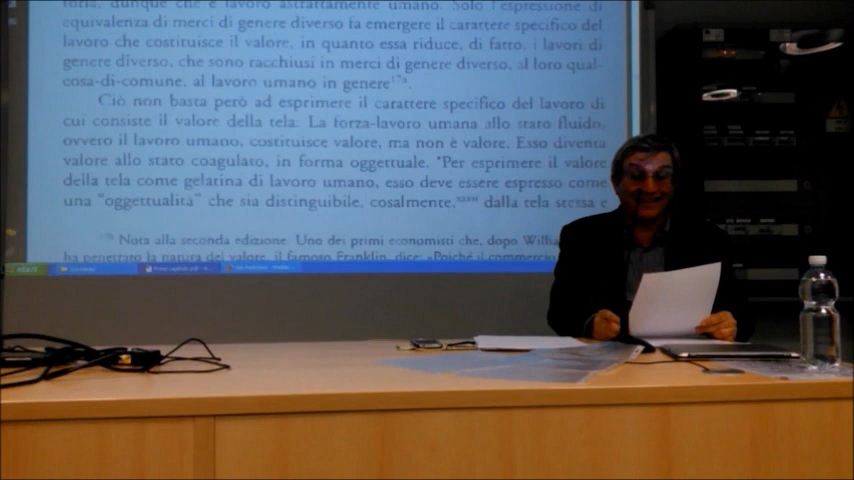 toria, dunque che è lavoro astrattamente umano. Solo l'espressione di
equivalenza di merci di genere diverso fa emergere il carattere specifico del
lavoro che costituisce il valore, in quanto essa riduce, di fatto, i lavori di
genere diverso, che sono racchiusi in merci di genere diverso, al loro qual-
cosa-di-comune, al lavoro umano in genere17a.
Ciò non basta però ad esprimere il carattere specifico del lavoro di
cui consiste il valore della tela. La forza-lavoro umana allo stato fluido,
ovvero il lavoro umano, costituisce valore, ma non è valore. Esso diventa
valore allo stato coagulato, in forma oggettuale. *Per esprimere il valore
della tela come gelatina di lavoro umano, esso deve essere espresso come
una "oggettualità" che sia distinguibile, cosalmente, dalla tela stessa e
Nota alla seconda edizione. Uno dei primi economisti che, dopo Willia
ha penetrato la natura del valore, il famoso Franklin, dice: «Poiché il commercio
start